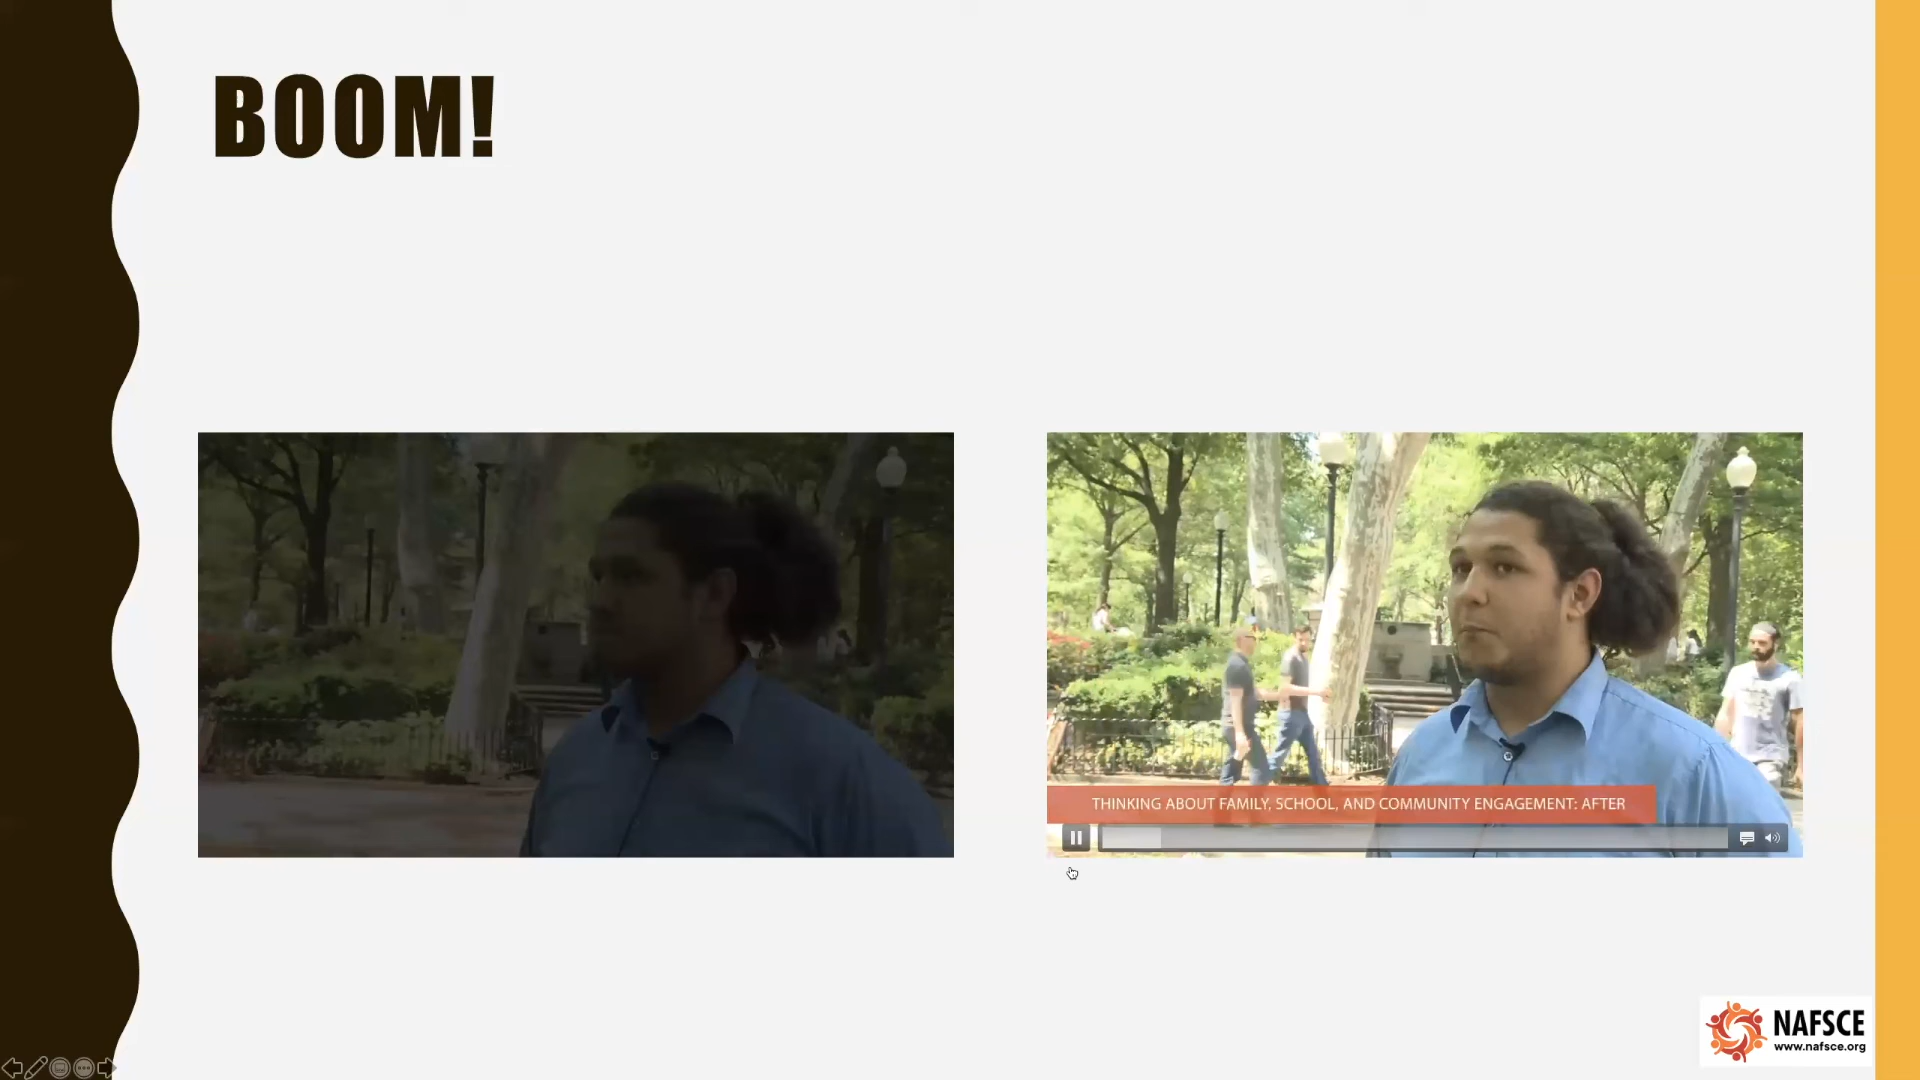 BOOM!
THINKING ABOUT FAMILY, SCHOOL, AND COMMUNITY ENGAGEMENT: AFTER
NAFSCE
www.nafsce.org